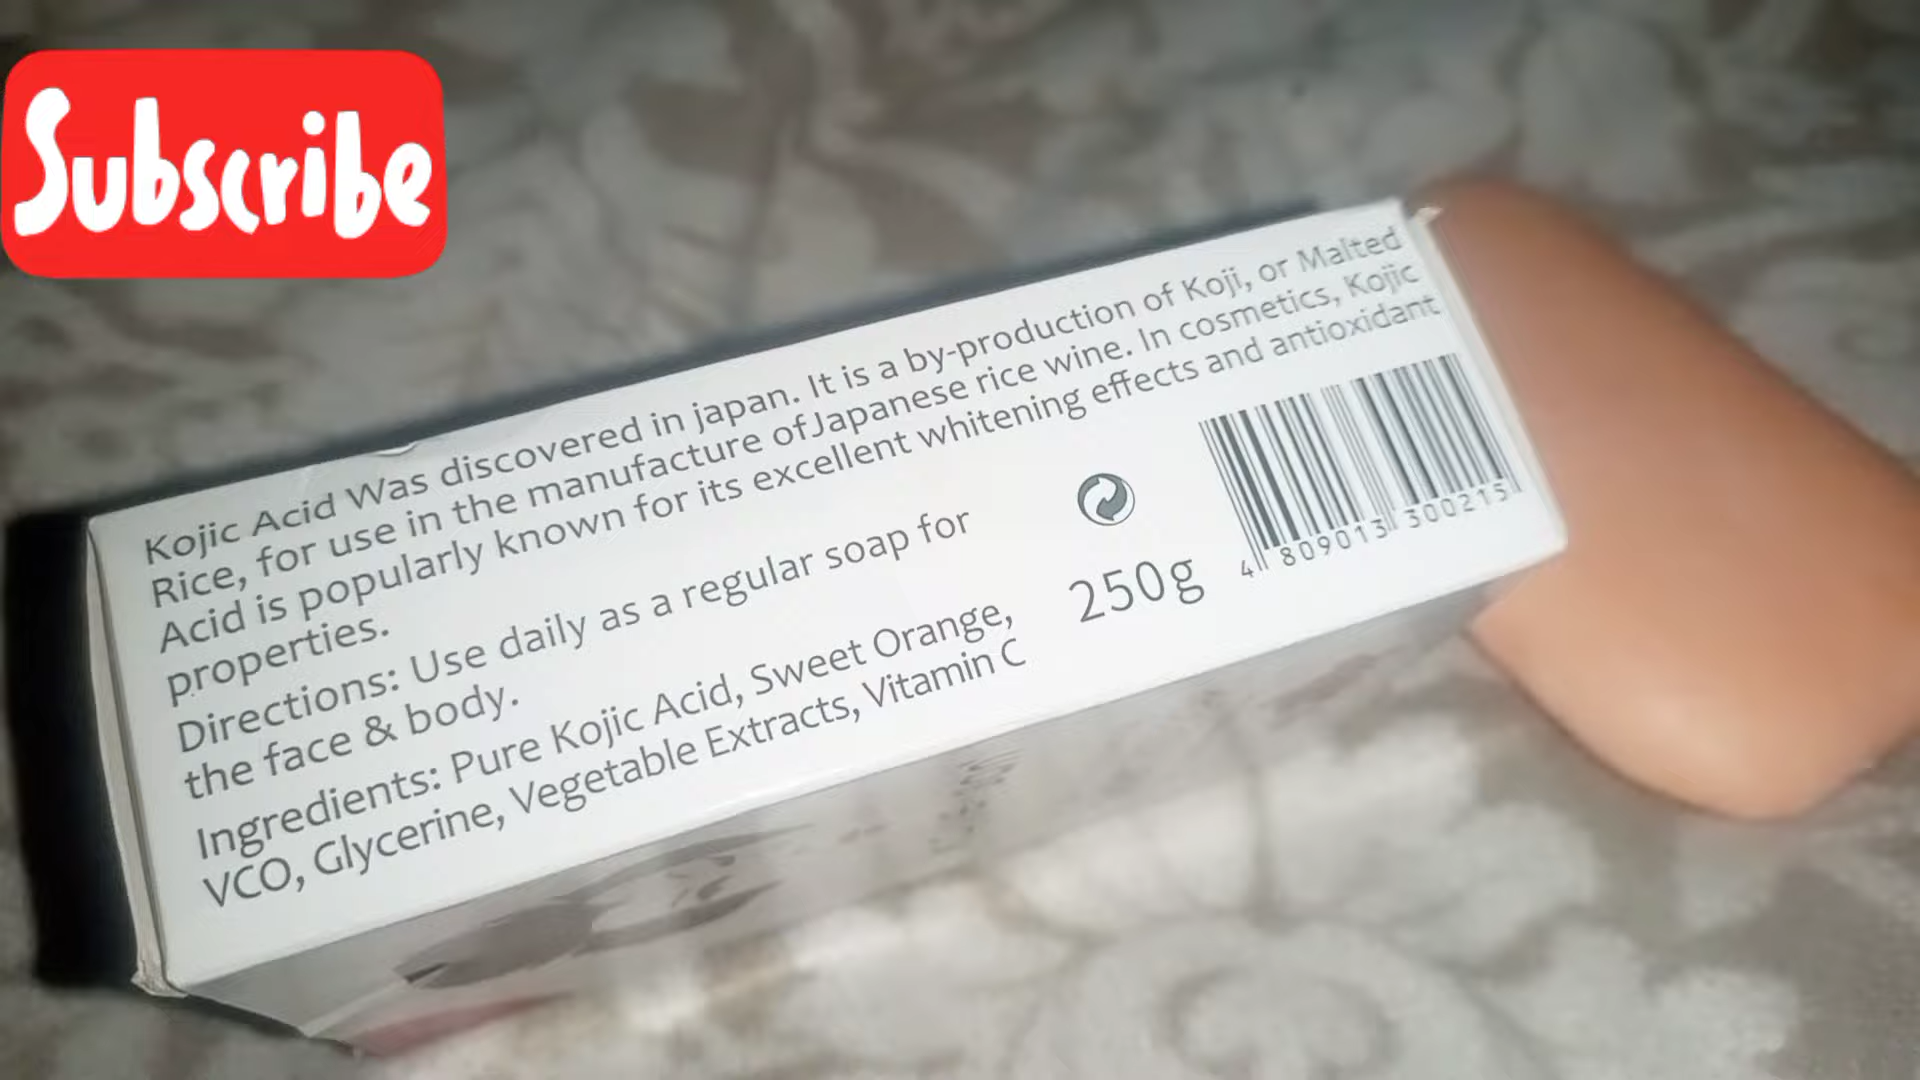 Subscribe
Kojic Acid Was discovered in japan. It is a by-production of Koji, or Malted
Rice, for use in the manufacture of Japanese rice wine. In cosmetics, Kojic
Acid is popularly known for its excellent whitening effects and antioxidant
properties.
Directions: Use daily as a regular soap for
the face & body.
Ingredients: Pure Kojic Acid, Sweet Orange,
VCO, Glycerine, Vegetable Extracts, Vitamin C
250g
4 809013 300215